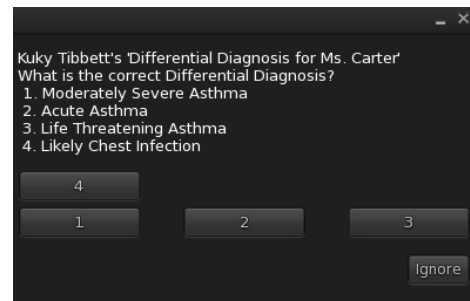 Kuky Tibbett's 'Differential Diagnosis for Ms. Carter'
What is the correct Differential Diagnosis?
1. Moderately Severe Asthma
2. Acute Asthma
3. Life Threatening Asthma
4. Likely Chest Infection
4
1 2 3
Ignore